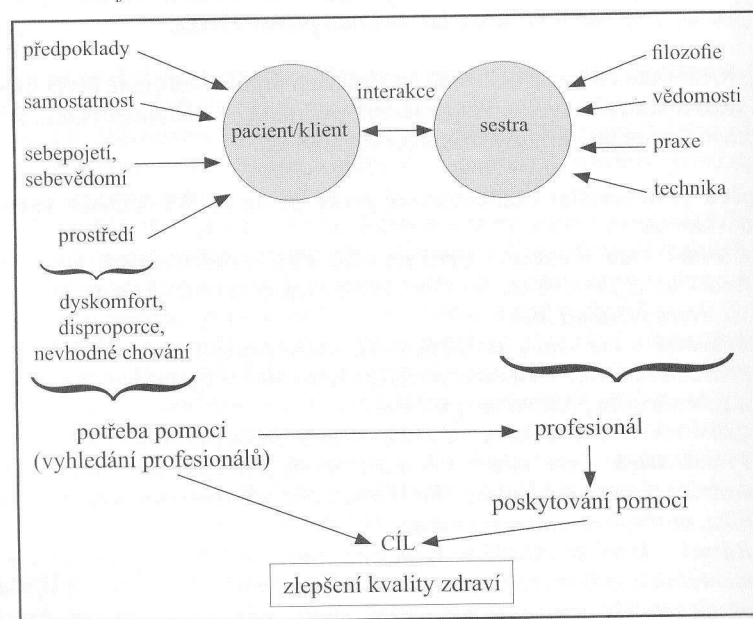 předpoklady
samostatnost
sebepojetí,
sebevědomí
prostředí
pacient/klient
interakce
sestra
filozofie
vědomosti
praxe
technika
dyskomfort,
disproporce,
nevhodné chování
potřeba pomoci
(vyhledání profesionálů)
profesionál
poskytování pomoci
CÍL
zlepšení kvality zdraví